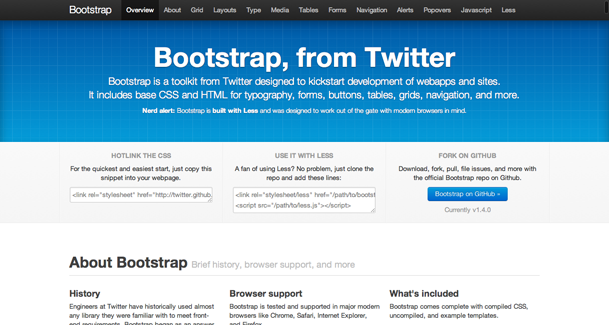 Bootstrap Overview About Grid Layouts Type Media Tables Forms Navigation Alerts Popovers Javascript Less
Bootstrap, from Twitter
Bootstrap is a toolkit from Twitter designed to kickstart development of webapps and sites.
It includes base CSS and HTML for typography, forms, buttons, tables, grids, navigation, and more.
Nerd alert: Bootstrap is built with Less and was designed to work out of the gate with modern browsers in mind.
HOTLINK THE CSS
For the quickest and easiest start, just copy this
snippet into your webpage.
<link rel="stylesheet" href="http://twitter.github.
USE IT WITH LESS
A fan of using Less? No problem, just clone the
repo and add these lines:
<link rel="stylesheet/less" href="/path/to/bootst
<script src="/path/to/less.js"></script>
FORK ON GITHUB
Download, fork, pull, file issues, and more with
the official Bootstrap repo on Github.
Bootstrap on GitHub »
Currently v1.4.0
About Bootstrap Brief history, browser support, and more
History
Engineers at Twitter have historically used almost
any library they were familiar with to meet front-
end requirements. Bootstrap began as an answer
Browser support
Bootstrap is tested and supported in major modern
browsers like Chrome, Safari, Internet Explorer,
and Firefox.
What's included
Bootstrap comes complete with compiled CSS,
uncompiled, and example templates.